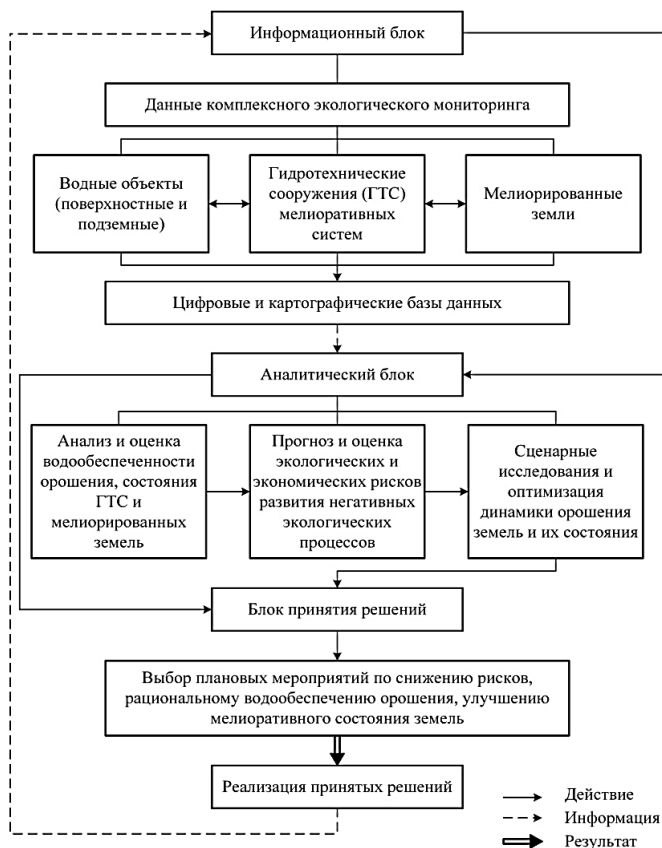 Информационный блок
Данные комплексного экологического мониторинга
Водные объекты
(поверхностные и
подземные)
Гидротехнические
сооружения (ГТС)
мелиоративных
систем
Мелиорированные
земли
Цифровые и картографические базы данных
Аналитический блок
Анализ и оценка
водообеспеченности
орошения, состояния
ГТС и
мелиорированных
земель
Прогноз и оценка
экологических и
экономических рисков
развития негативных
экологических
процессов
Сценарные
исследования и
оптимизация
динамики орошения
земель и их состояния
Блок принятия решений
Выбор плановых мероприятий по снижению рисков,
рациональному водообеспечению орошения, улучшению
мелиоративного состояния земель
Реализация принятых решений
Действие
Информация
Результат